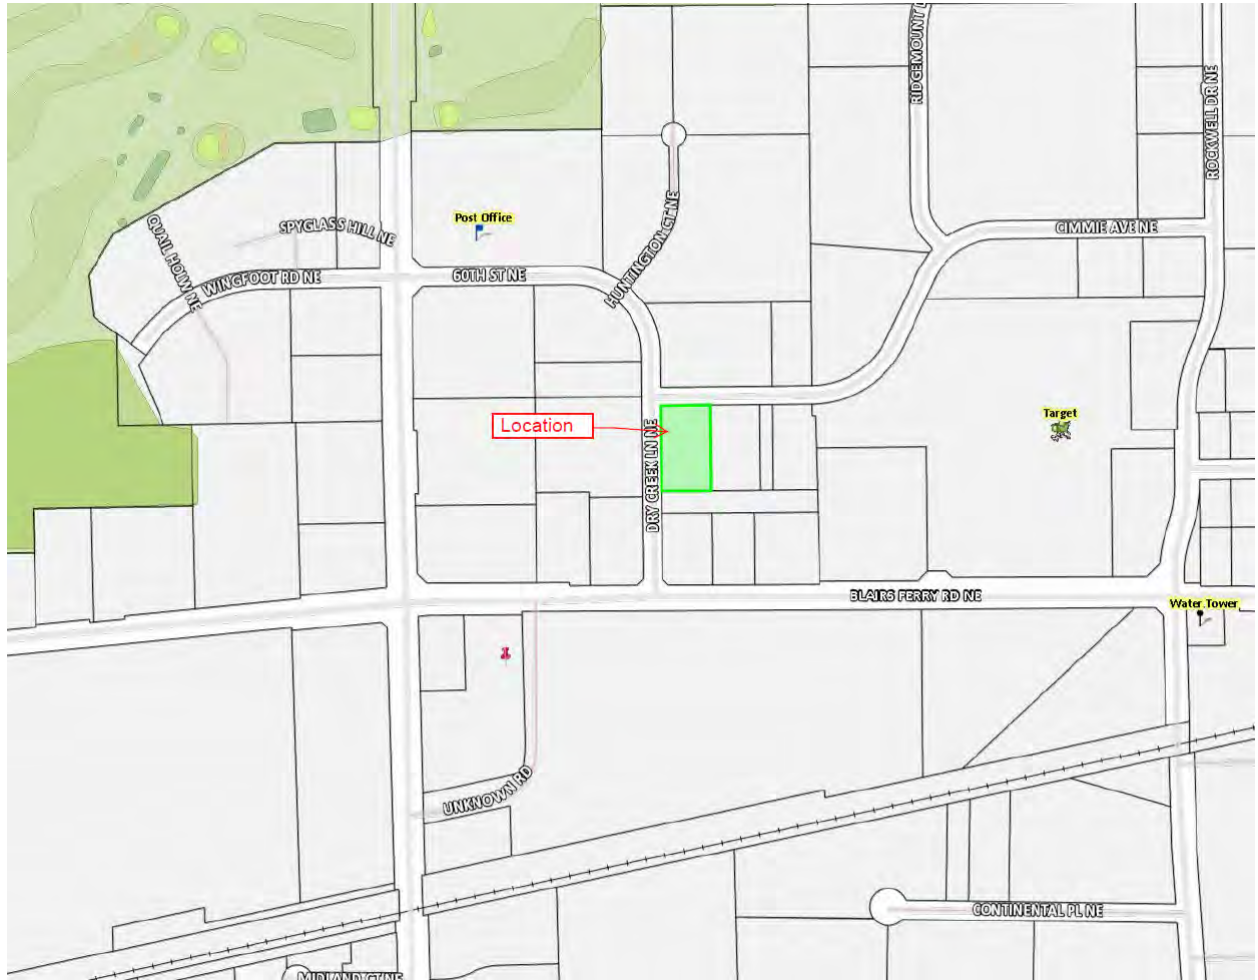 RIDGEMOUNT
ROCKWELL DR NE
Post Office
SPYGLASS HILL NE
QUAIL HOLW NE
WINGFOOT RD NE
60TH ST NE
HUNTINGTON CT NE
CIMMIE AVE NE
Location
Target
DRY CREEK LN NE
BLAIRS FERRY RD NE
Water Tower
UNKNOWN RD
CONTINENTAL PL NE
MIDLAND CT NE